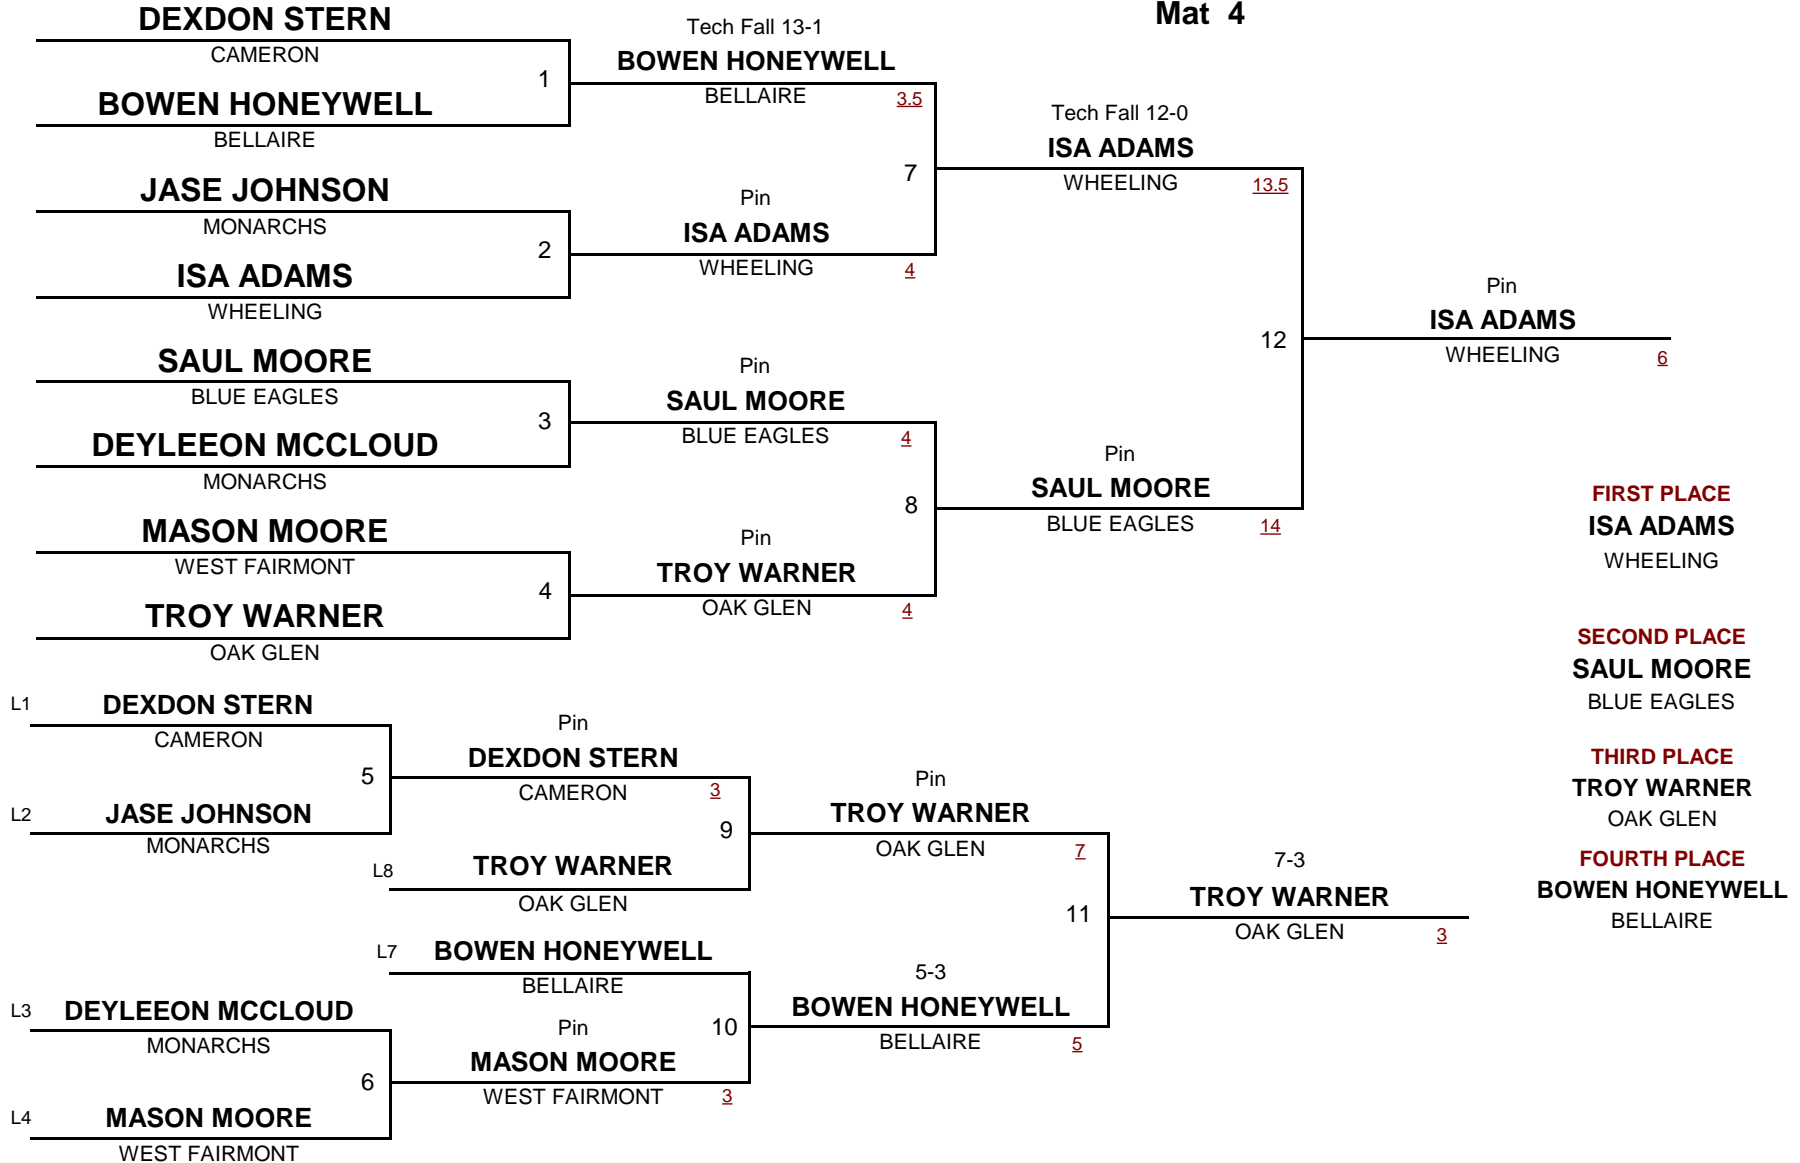 Mat 4
DEXDON STERN
CAMERON
1
BOWEN HONEYWELL
BELLAIRE
JASE JOHNSON
MONARCHS
2
ISA ADAMS
WHEELING
SAUL MOORE
BLUE EAGLES
3
DEYLEEON MCCLOUD
MONARCHS
MASON MOORE
WEST FAIRMONT
4
TROY WARNER
OAK GLEN
Tech Fall 13-1
BOWEN HONEYWELL
BELLAIRE 3.5
7
Pin
ISA ADAMS
WHEELING 4
Pin
SAUL MOORE
BLUE EAGLES 4
8
Pin
TROY WARNER
OAK GLEN 4
Tech Fall 12-0
ISA ADAMS
WHEELING 13.5
12
Pin
SAUL MOORE
BLUE EAGLES 14
Pin
ISA ADAMS
WHEELING 6
FIRST PLACE
ISA ADAMS
WHEELING
SECOND PLACE
SAUL MOORE
BLUE EAGLES
THIRD PLACE
TROY WARNER
OAK GLEN
FOURTH PLACE
BOWEN HONEYWELL
BELLAIRE
L1 DEXDON STERN
CAMERON
5
L2 JASE JOHNSON
MONARCHS
L3 DEYLEEON MCCLOUD
MONARCHS
6
L4 MASON MOORE
WEST FAIRMONT
Pin
DEXDON STERN
CAMERON 3
9
L8 TROY WARNER
OAK GLEN
L7 BOWEN HONEYWELL
BELLAIRE
10
Pin
MASON MOORE
WEST FAIRMONT 3
Pin
TROY WARNER
OAK GLEN 7
11
5-3
BOWEN HONEYWELL
BELLAIRE 5
7-3
TROY WARNER
OAK GLEN 3